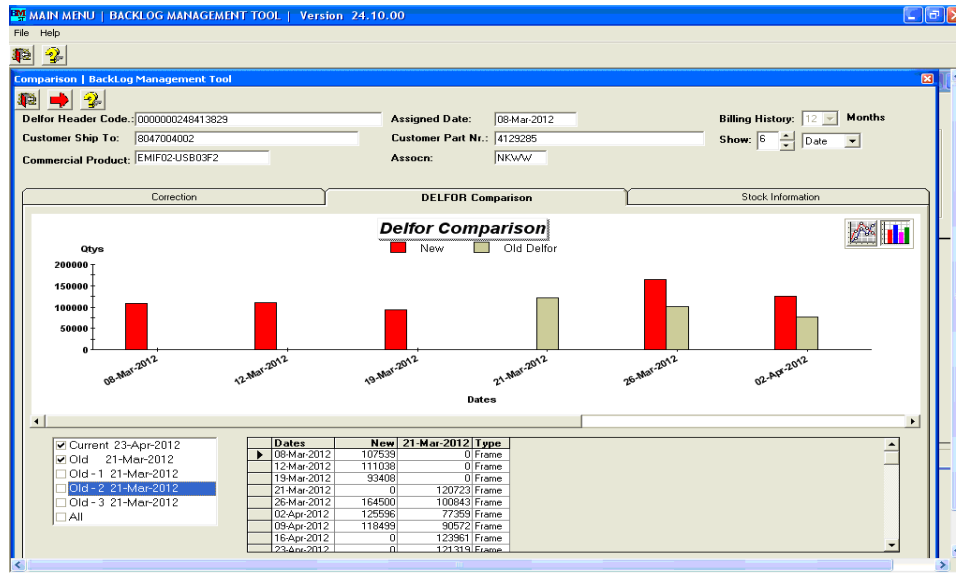 MAIN MENU | BACKLOG MANAGEMENT TOOL | Version 24.10.00
File Help
Comparison | BackLog Management Tool
Delfor Header Code.: 0000000248413829 Assigned Date: 08-Mar-2012 Billing History: 12 Months
Customer Ship To: 8047004002 Customer Part Nr.: 4129285 Show: 6 Date
Commercial Product: EMIF02-USB03F2 Assocn: NKWW
Correction DELFOR Comparison Stock Information
Delfor Comparison
New Old Delfor
Qtys
200000
150000
100000
50000
0
08-Mar-2012 12-Mar-2012 19-Mar-2012 21-Mar-2012 26-Mar-2012 02-Apr-2012
Dates
Current 23-Apr-2012
Old 21-Mar-2012
Old - 1 21-Mar-2012
Old - 2 21-Mar-2012
Old - 3 21-Mar-2012
All
Dates New 21-Mar-2012 Type
08-Mar-2012 107539 0 Frame
12-Mar-2012 111038 0 Frame
19-Mar-2012 93408 0 Frame
21-Mar-2012 0 120723 Frame
26-Mar-2012 164500 100843 Frame
02-Apr-2012 125596 77359 Frame
09-Apr-2012 118499 90572 Frame
16-Apr-2012 0 123961 Frame
23-Apr-2012 0 121319 Frame